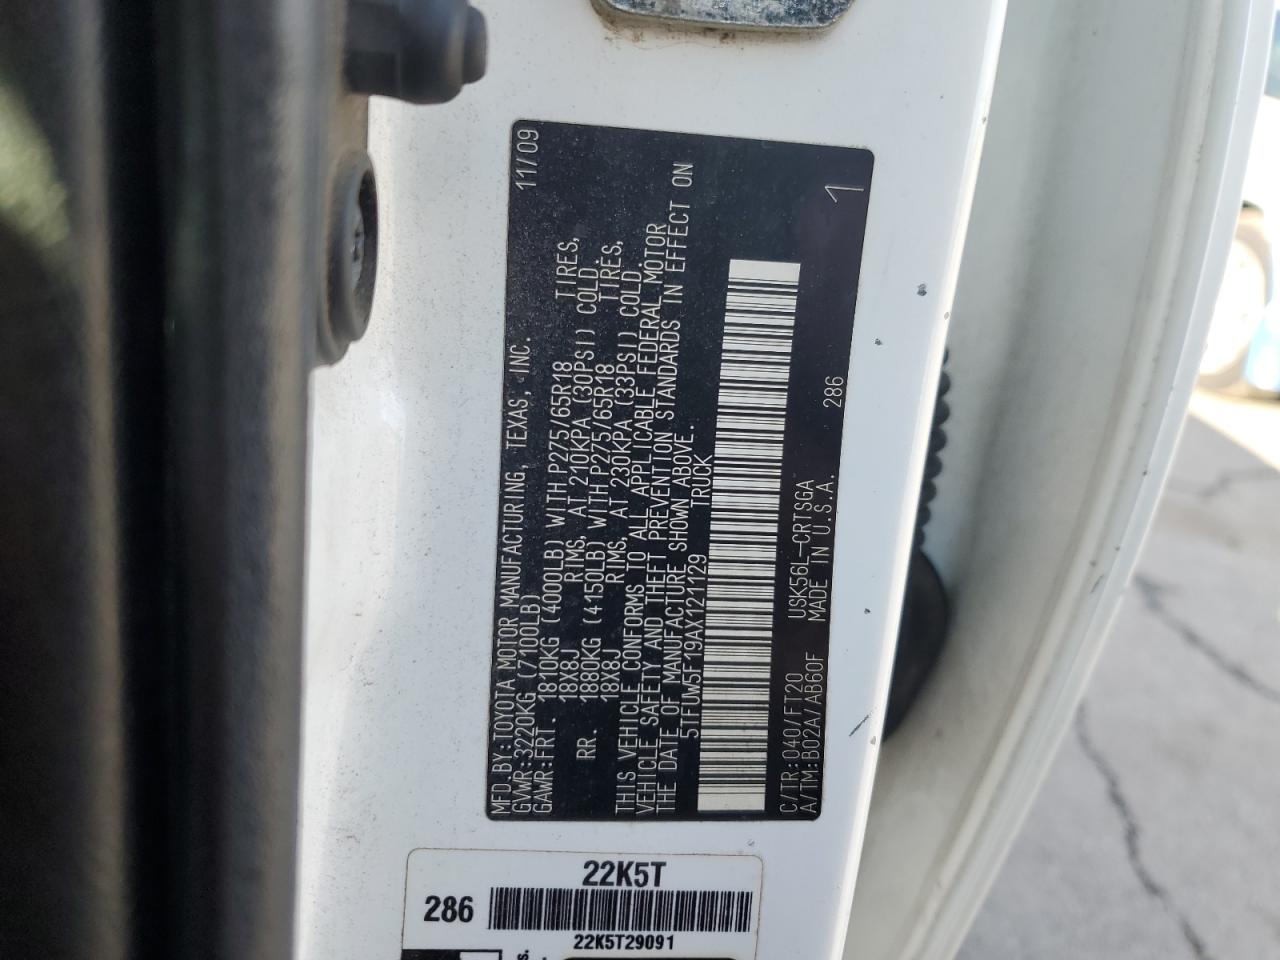 MFD.BY:TOYOTA MOTOR MANUFACTURING, TEXAS, INC. 11/09
GVWR:3220KG (7100LB)
GAWR:FRT. 1810KG (4000LB) WITH P275/65R18 TIRES,
18X8J RIMS, AT 210KPA (30PSI) COLD.
RR. 1880KG (4150LB) WITH P275/65R18 TIRES,
18X8J RIMS, AT 230KPA (33PSI) COLD.
THIS VEHICLE CONFORMS TO ALL APPLICABLE FEDERAL MOTOR
VEHICLE SAFETY AND THEFT PREVENTION STANDARDS IN EFFECT ON
THE DATE OF MANUFACTURE SHOWN ABOVE.
5TFUW5F19AX121129 TRUCK
C/TR:040/FT20 USK56L-CRTSGA
A/TM:B02A/AB60F MADE IN U.S.A. 286 1
22K5T
286
22K5T29091